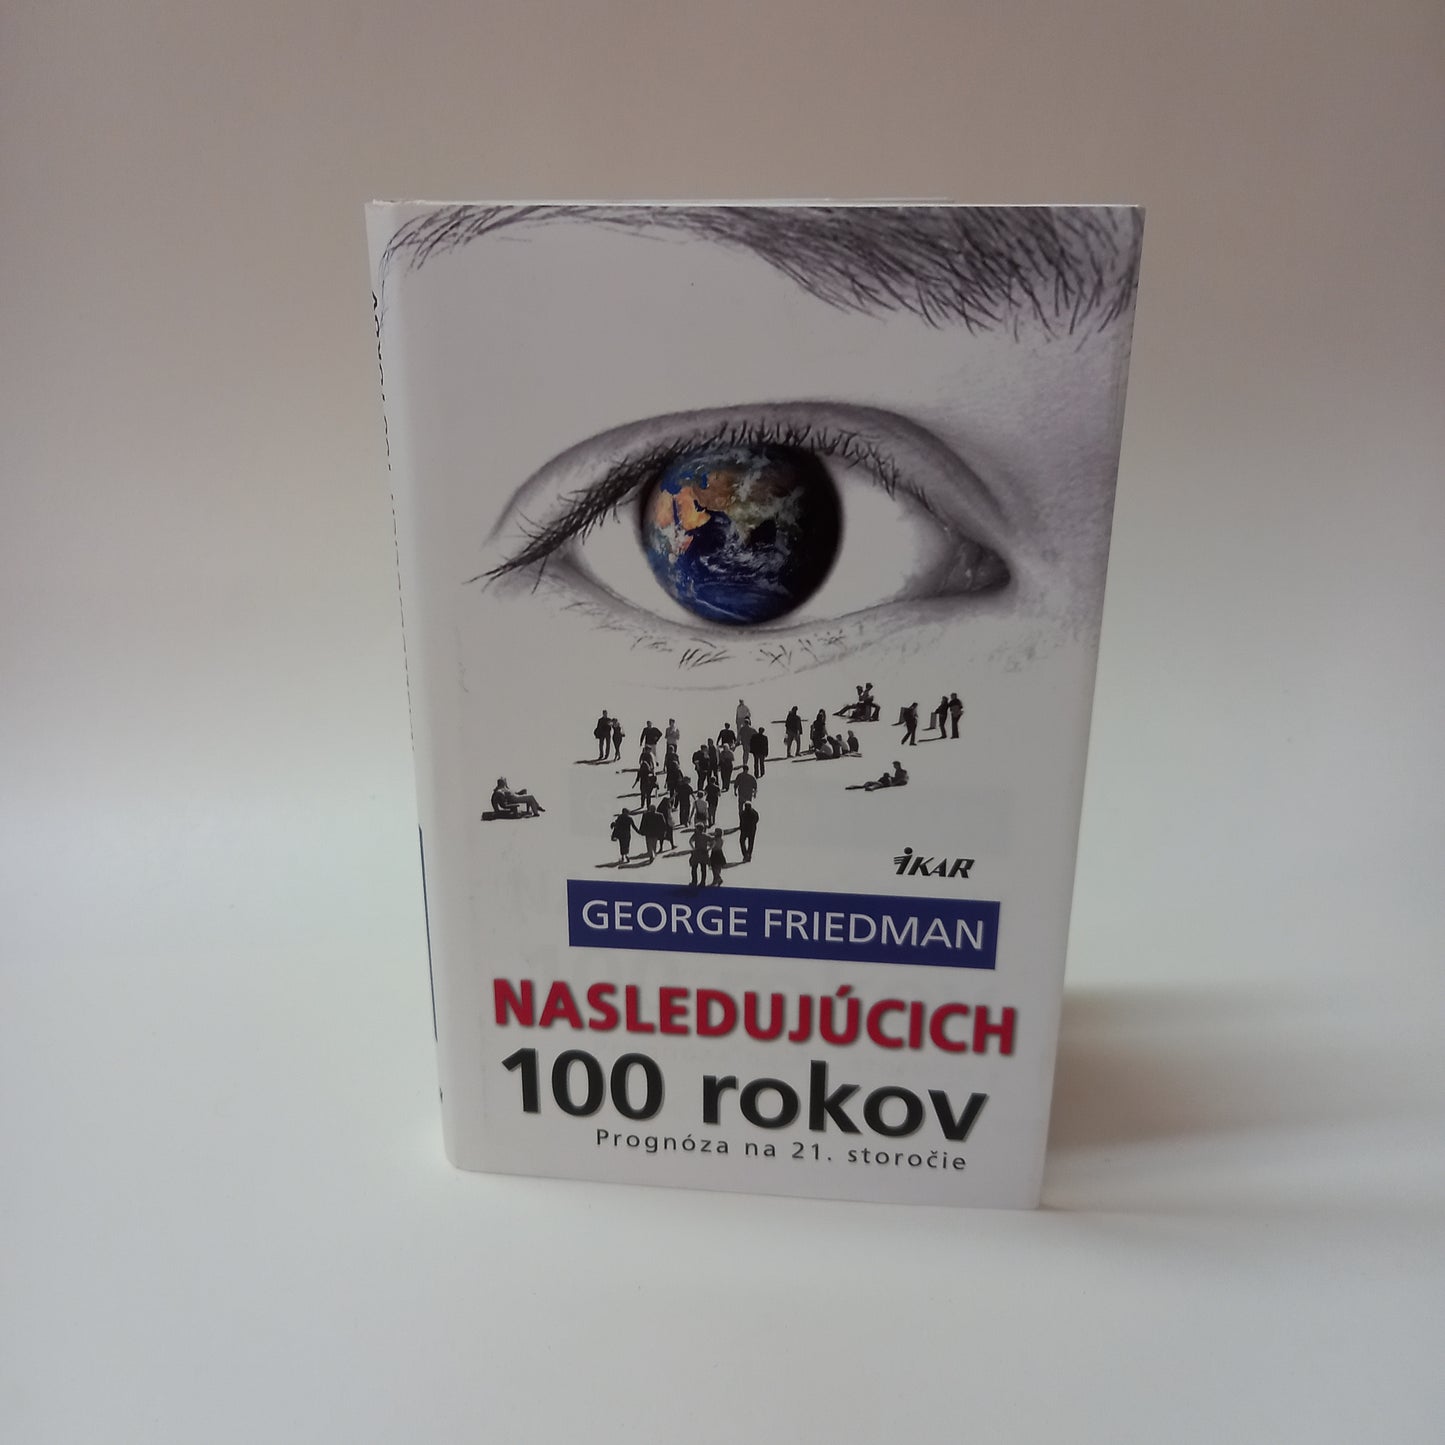 iKAR
GEORGE FRIEDMAN
NASLEDUJÚCICH
100 rokov
Prognóza na 21. storočie